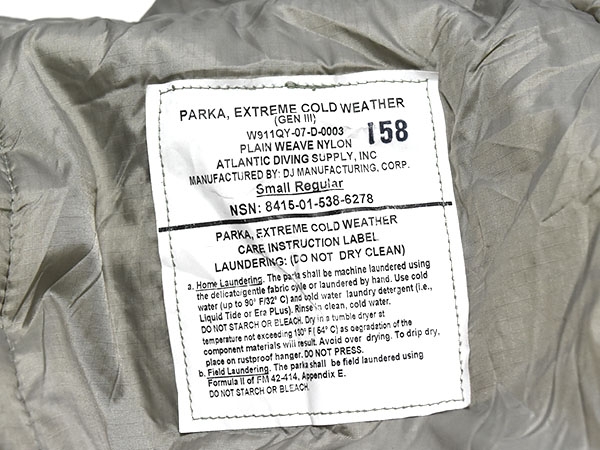 PARKA, EXTREME COLD WEATHER
(GEN III)
W911QY-07-D-0003
158
PLAIN WEAVE NYLON
ATLANTIC DIVING SUPPLY, INC
MANUFACTURED BY: DJ MANUFACTURING, CORP.
Small Regular
NSN: 8415-01-538-6278
PARKA, EXTREME COLD WEATHER
CARE INSTRUCTION LABEL
LAUNDERING: (DO NOT DRY CLEAN)
a. Home Laundering. The parka shall be machine laundered using
the delicate/gentle fabric cycle or laundered by hand. Use cold
water (up to 90° F/32° C) and cold water laundry detergent (i.e.,
Liquid Tide or Era Plus). Rinse in clean, cold water.
DO NOT STARCH OR BLEACH. Dry in a tumble dryer at
temperature not exceeding 130° F( 54° C) as degradation of the
component materials will result. Avoid over drying. To drip dry,
place on rustproof hanger. DO NOT PRESS.
b. Field Laundering. The parka shall be field laundered using
Formula II of FM 42-414, Appendix E.
DO NOT STARCH OR BLEACH.